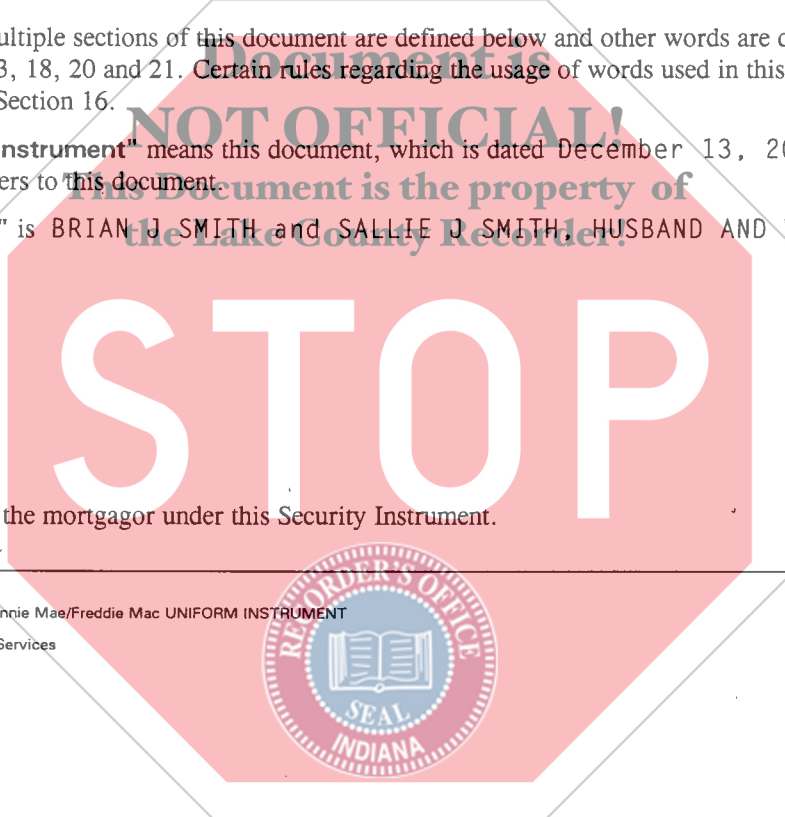 ultiple sections of this document are defined below and other words are
Document is
3, 18, 20 and 21. Certain rules regarding the usage of words used in this
Section 16.
NOT OFFICIAL!
nstrument" means this document, which is dated December 13, 20
ers to this document.
This Document is the property of
" is BRIAN J SMITH and SALLIE J SMITH, HUSBAND AND
the Lake County Recorder!
STOP
the mortgagor under this Security Instrument.
nnie Mae/Freddie Mac UNIFORM INSTRUMENT
Services
RECORDER'S OFFICE
SEAL
INDIANA